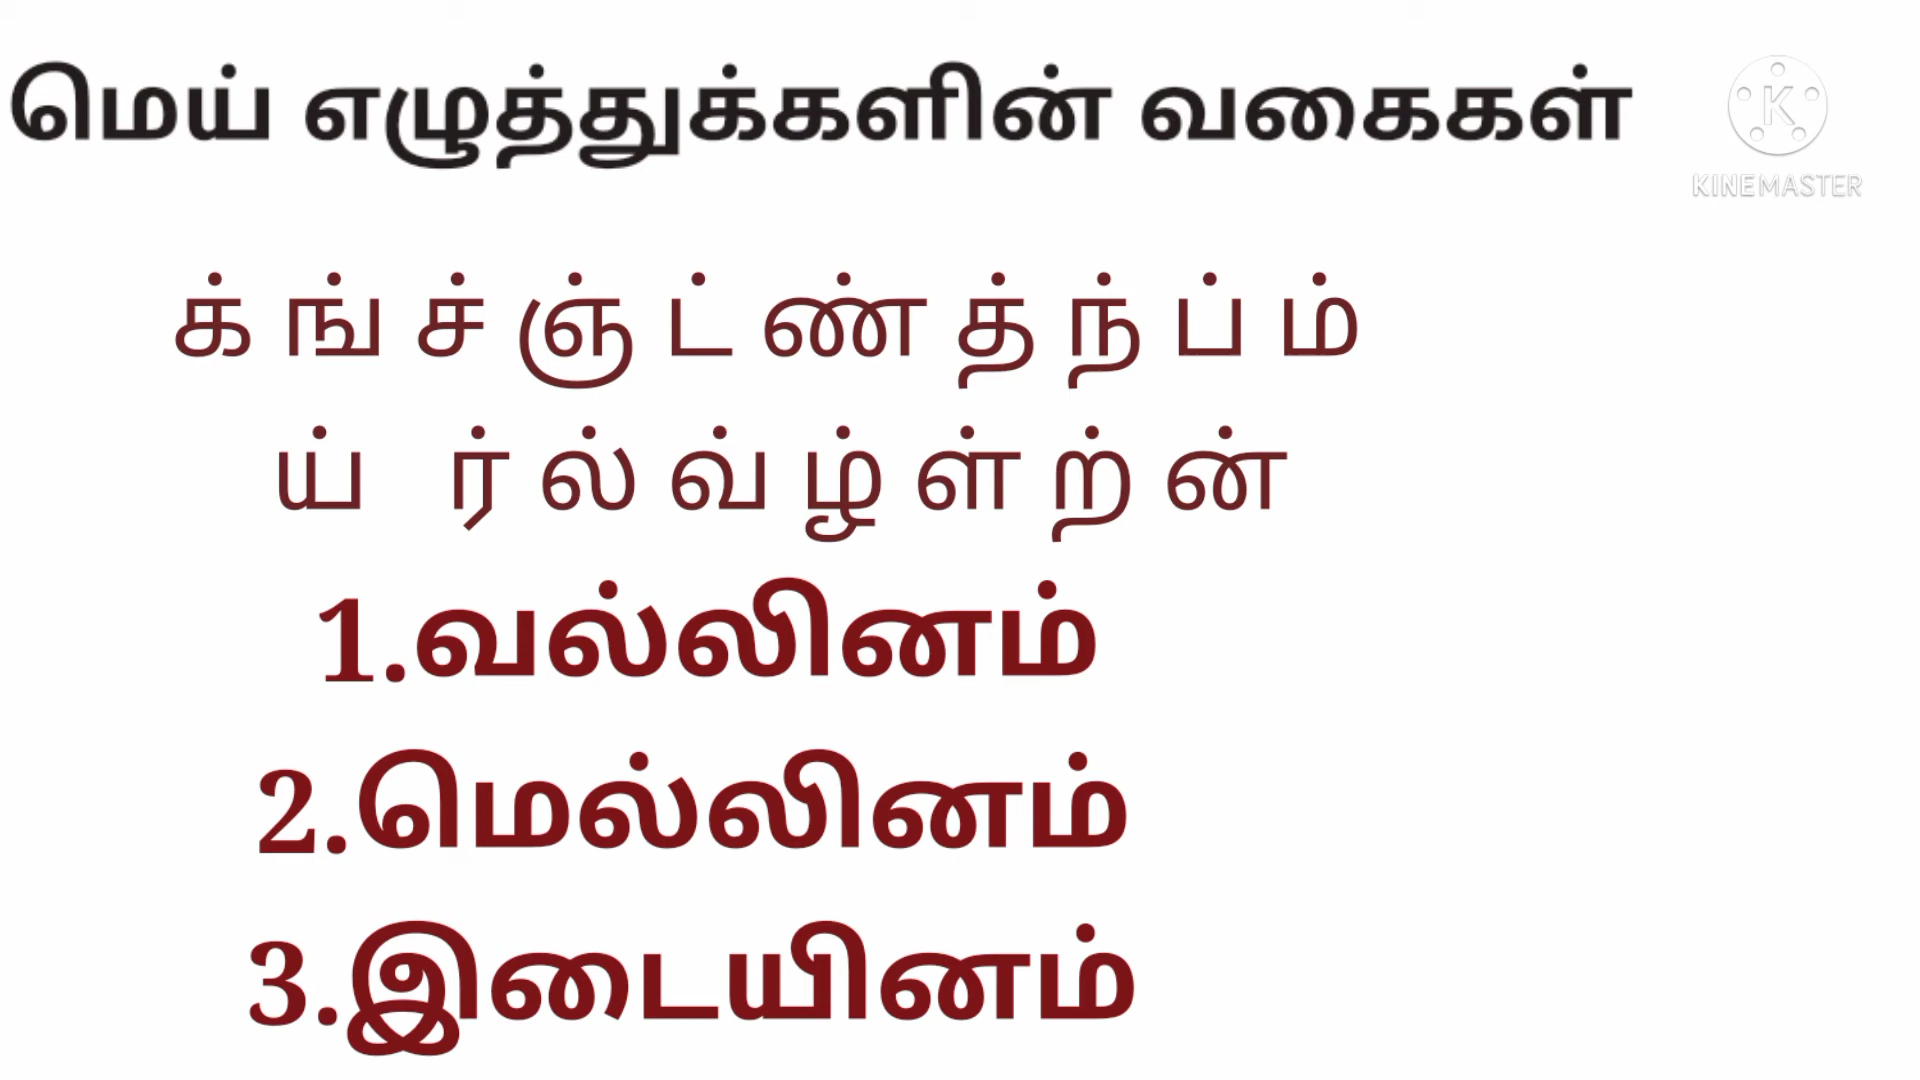 மெய் எழுத்துக்களின் வகைகள்
KINEMASTER
க் ங் ச் ஞ் ட் ண் த் ந் ப் ம்
ய் ர் ல் வ் ழ் ள் ற் ன்
1.வல்லினம்
2.மெல்லினம்
3.இடையினம்